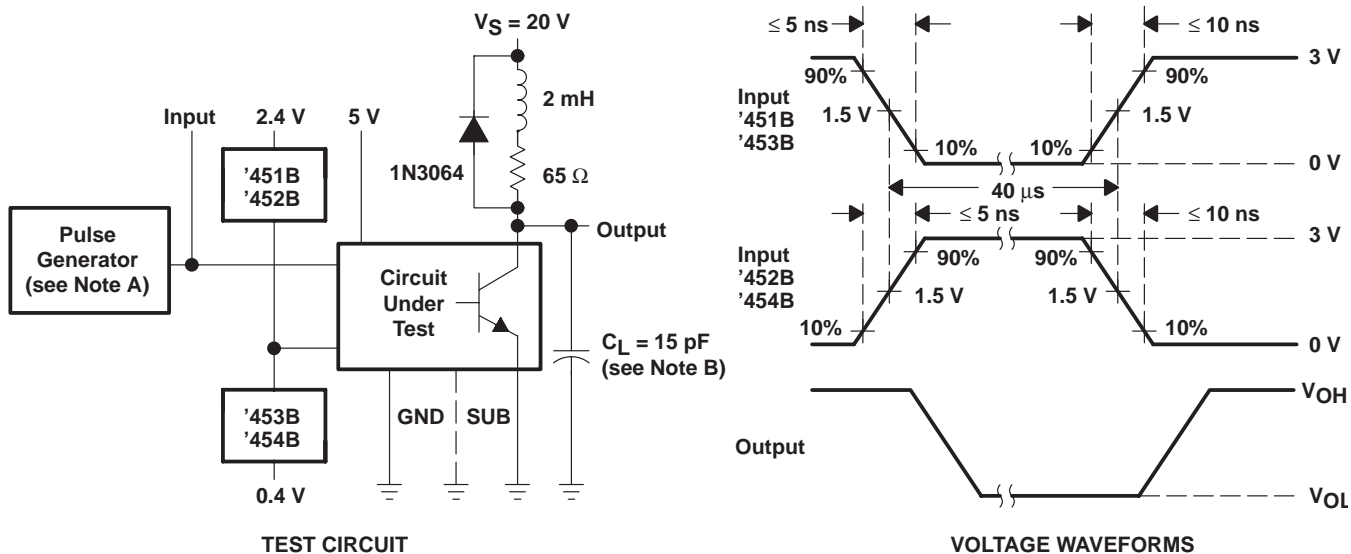 VS = 20 V
Input
2.4 V
5 V
2 mH
'451B
'452B
1N3064
65 Ω
Pulse
Generator
(see Note A)
Output
Circuit
Under
Test
CL = 15 pF
(see Note B)
'453B
'454B
GND
SUB
0.4 V
TEST CIRCUIT
≤ 5 ns
≤ 10 ns
3 V
90%
90%
Input
'451B
'453B
1.5 V
1.5 V
10%
10%
0 V
40 μs
≤ 5 ns
≤ 10 ns
3 V
Input
'452B
'454B
90%
90%
1.5 V
1.5 V
10%
10%
0 V
VOH
Output
VOL
VOLTAGE WAVEFORMS